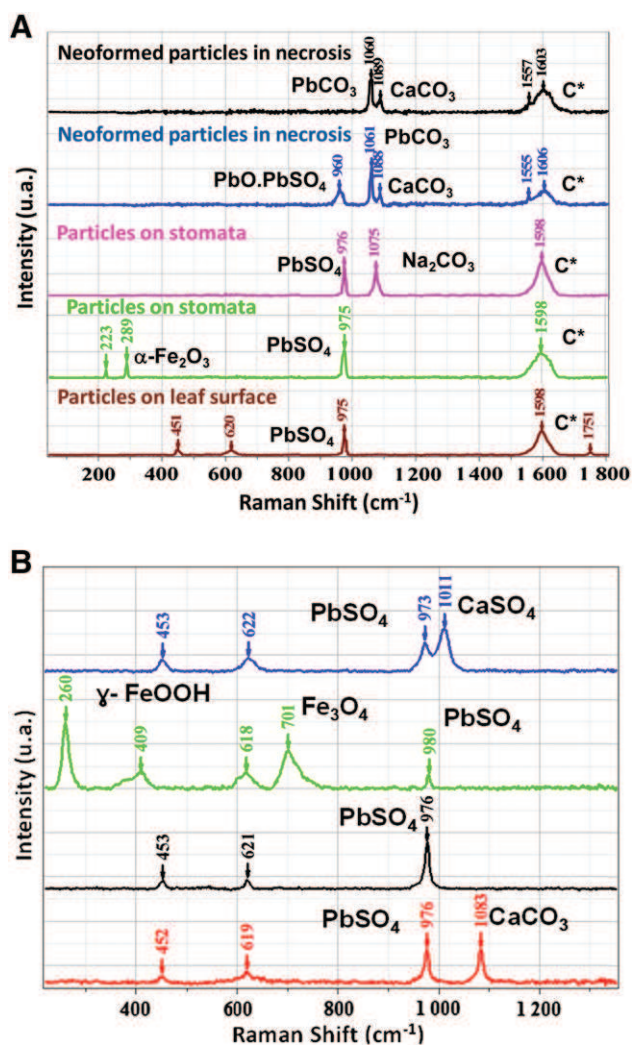 A
Neoformed particles in necrosis
PbCO₃
1060
1089
CaCO₃
1557
1603
C*
Neoformed particles in necrosis
PbO.PbSO₄
960
1061
PbCO₃
1088
CaCO₃
1555
1606
C*
Particles on stomata
PbSO₄
976
1075
Na₂CO₃
1598
C*
Particles on stomata
223
289
α-Fe₂O₃
PbSO₄
975
1598
C*
Particles on leaf surface
451
620
PbSO₄
975
1598
C*
1751
Intensity (u.a.)
200 400 600 800 1 000 1 200 1 400 1 600 1 800
Raman Shift (cm⁻¹)
B
453
622
PbSO₄
973
1011
CaSO₄
260
ɣ- FeOOH
409
618
Fe₃O₄
701
PbSO₄
980
453
621
PbSO₄
976
452
619
PbSO₄
976
1083
CaCO₃
Intensity (u.a.)
400 600 800 1 000 1 200
Raman Shift (cm⁻¹)